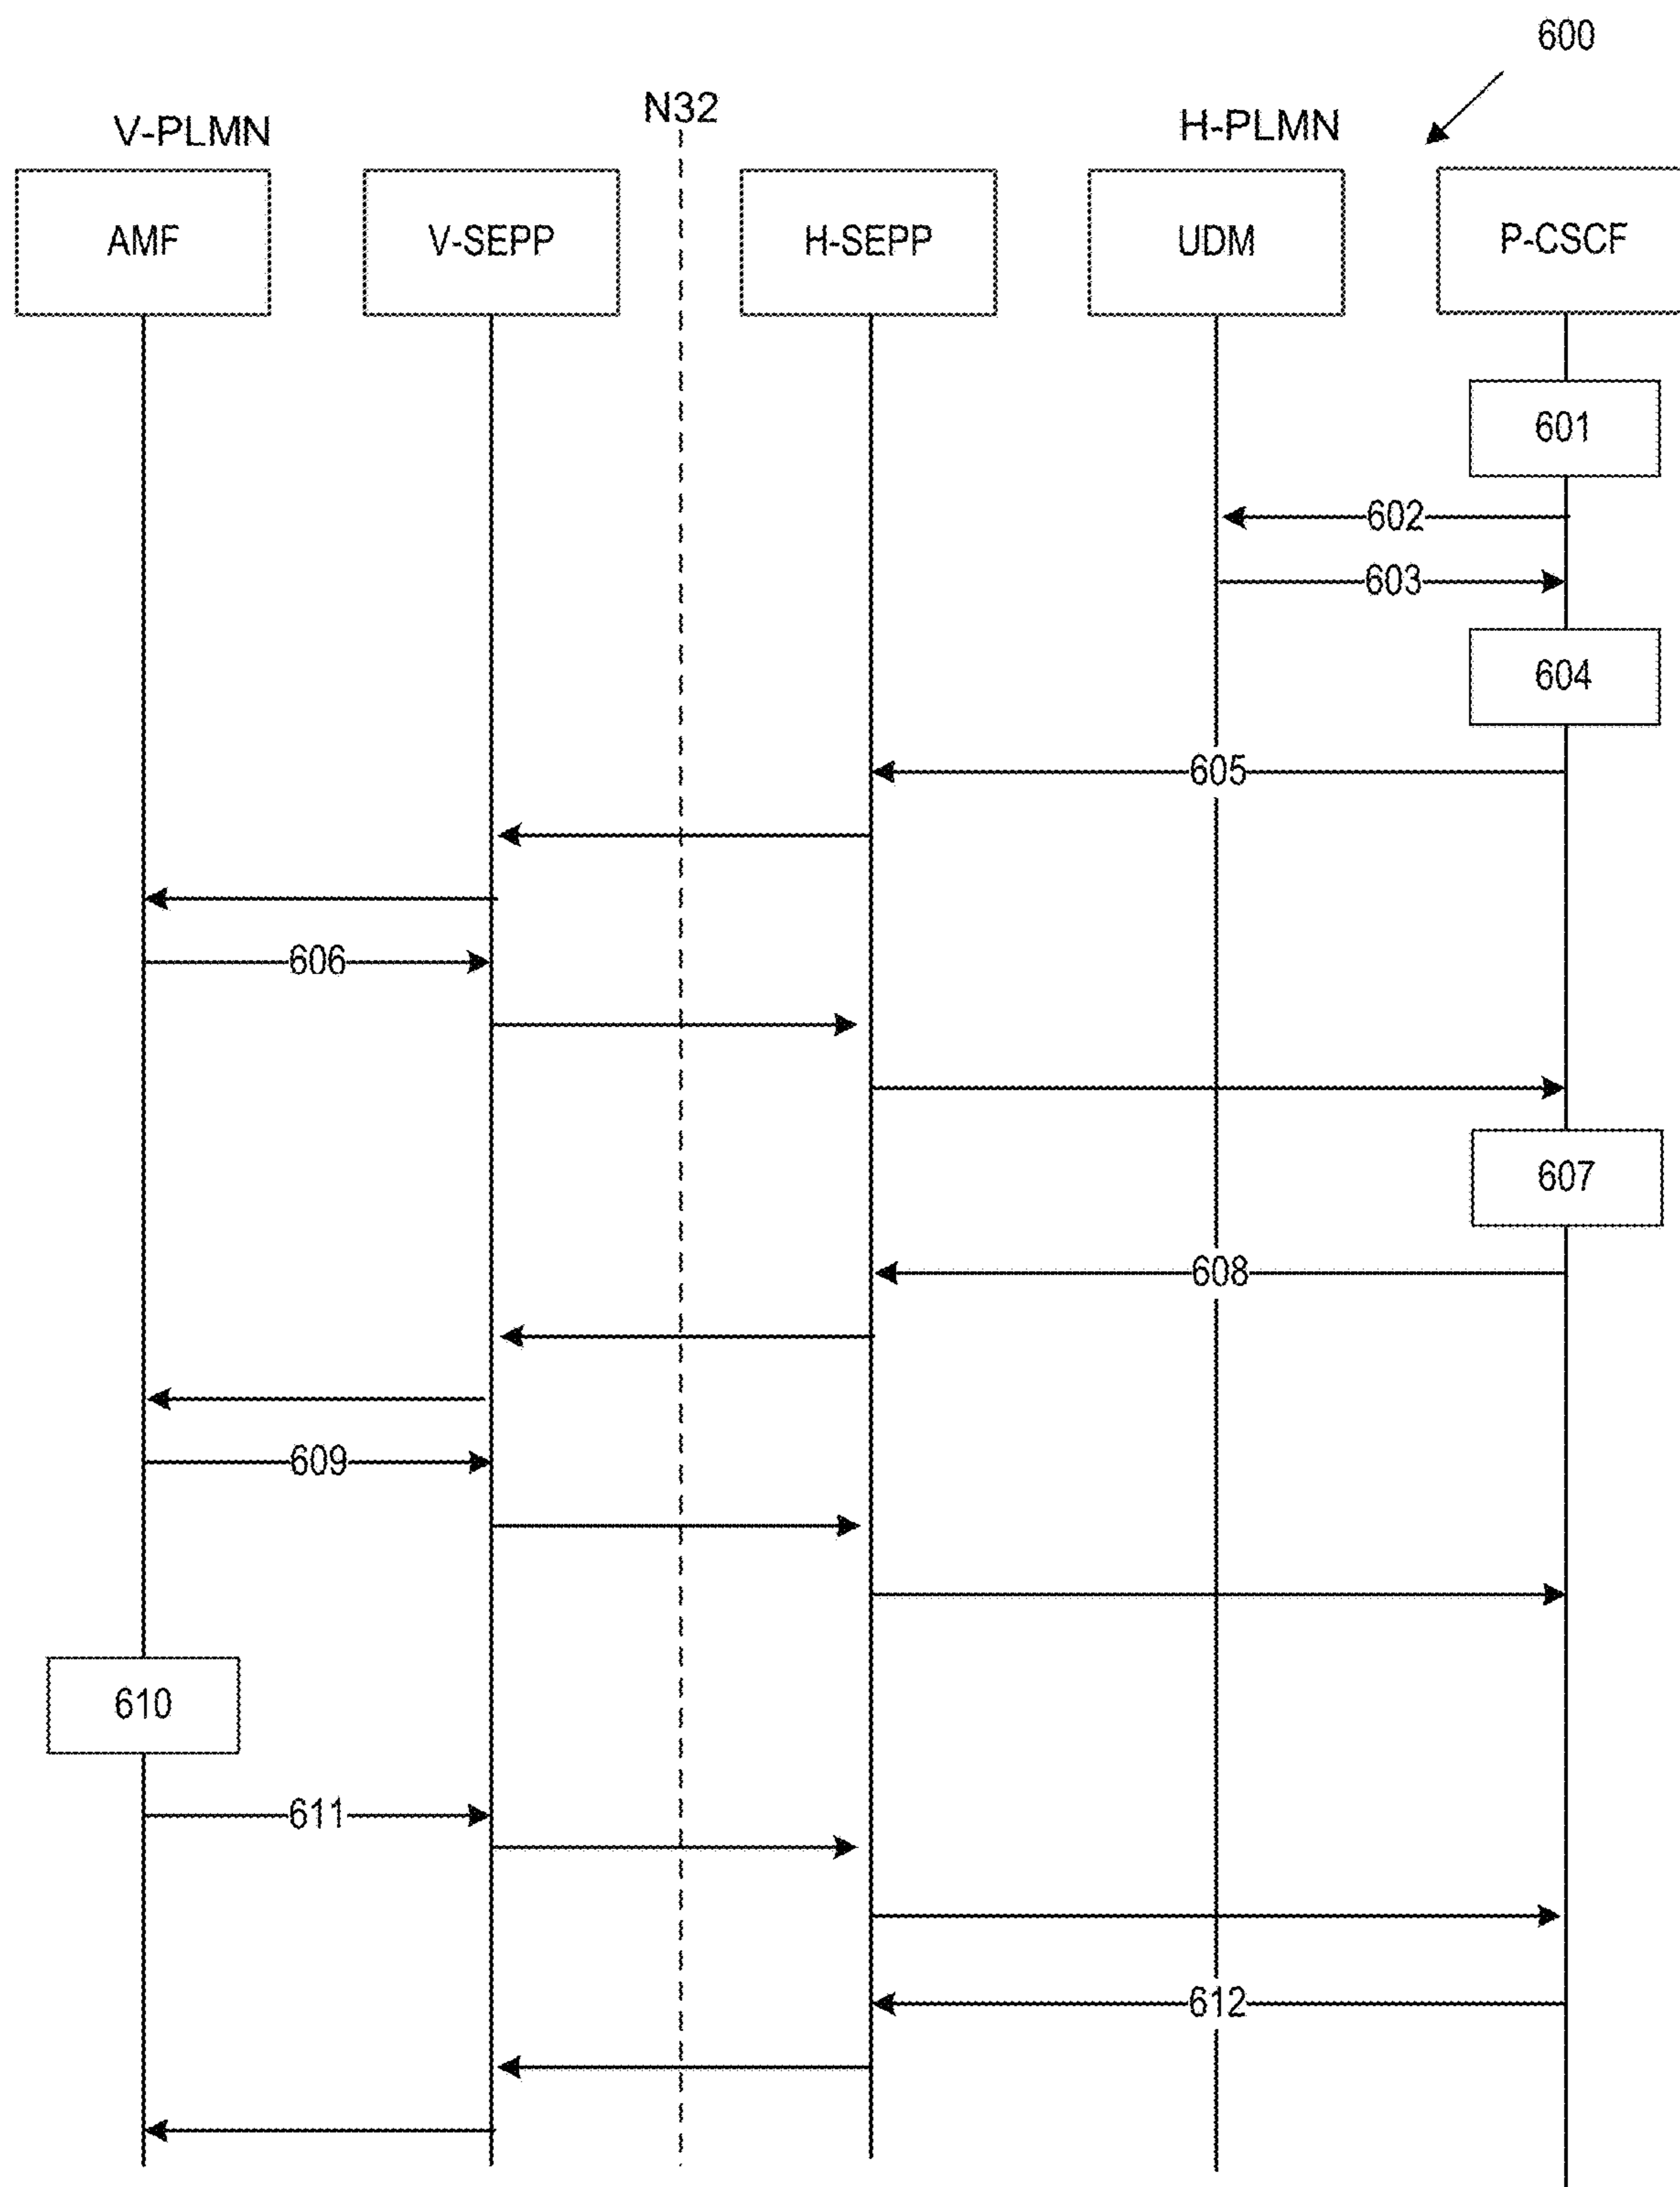 600
N32
V-PLMN
H-PLMN
AMF
V-SEPP
H-SEPP
UDM
P-CSCF
601
602
603
604
605
606
607
608
609
610
611
612